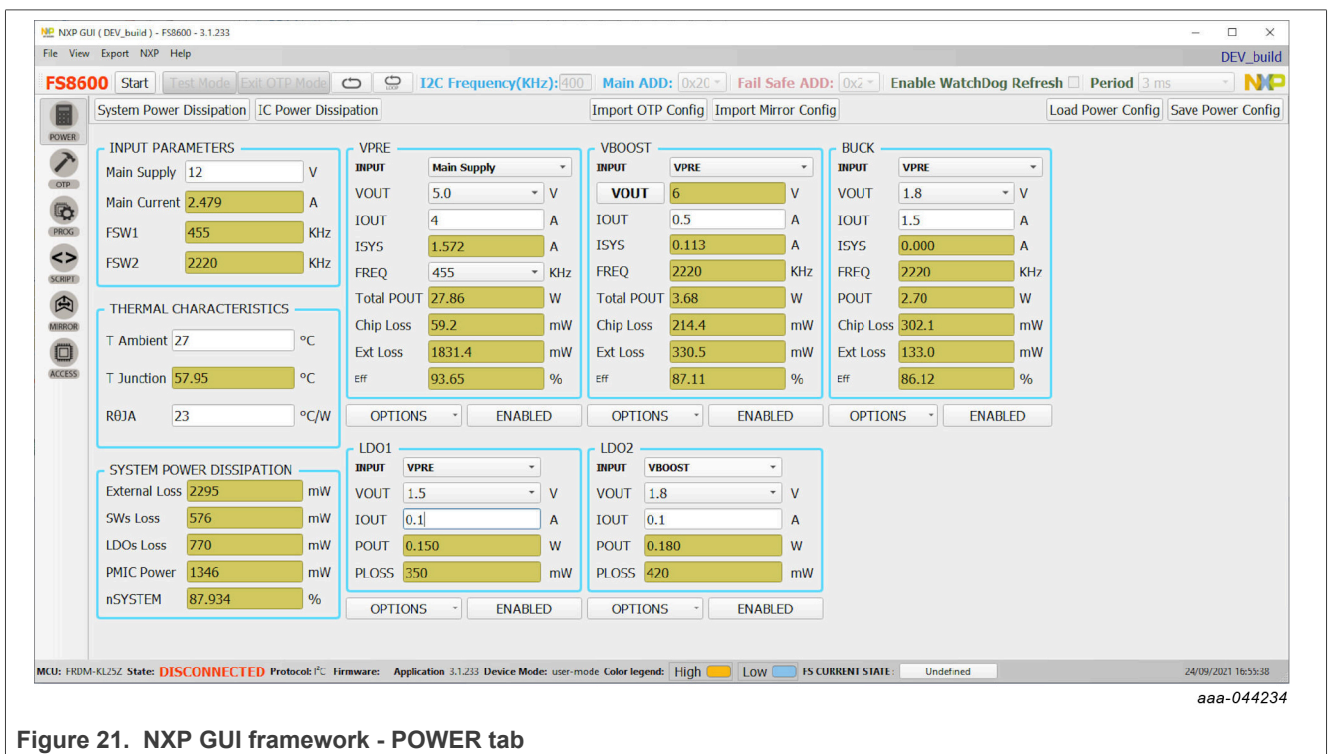 NXP GUI ( DEV_build ) - FS8600 - 3.1.233
File View Export NXP Help
DEV_build
FS8600 Start Test Mode Exit OTP Mode LOOP I2C Frequency(KHz): 400 Main ADD: 0x20 Fail Safe ADD: Enable WatchDog Refresh Period 3 ms NXP
System Power Dissipation IC Power Dissipation Import OTP Config Import Mirror Config Load Power Config Save Power Config
POWER
OTP
PROG
SCRIPT
MIRROR
ACCESS
INPUT PARAMETERS
Main Supply 12 V
Main Current 2.479 A
FSW1 455 KHz
FSW2 2220 KHz
THERMAL CHARACTERISTICS
T Ambient 27 °C
T Junction 57.95 °C
RθJA 23 °C/W
SYSTEM POWER DISSIPATION
External Loss 2295 mW
SWs Loss 576 mW
LDOs Loss 770 mW
PMIC Power 1346 mW
nSYSTEM 87.934 %
VPRE
INPUT Main Supply
VOUT 5.0 V
IOUT 4 A
ISYS 1.572 A
FREQ 455 KHz
Total POUT 27.86 W
Chip Loss 59.2 mW
Ext Loss 1831.4 mW
Eff 93.65 %
OPTIONS ENABLED
VBOOST
INPUT VPRE
VOUT 6 V
IOUT 0.5 A
ISYS 0.113 A
FREQ 2220 KHz
Total POUT 3.68 W
Chip Loss 214.4 mW
Ext Loss 330.5 mW
Eff 87.11 %
OPTIONS ENABLED
BUCK
INPUT VPRE
VOUT 1.8 V
IOUT 1.5 A
ISYS 0.000 A
FREQ 2220 KHz
POUT 2.70 W
Chip Loss 302.1 mW
Ext Loss 133.0 mW
Eff 86.12 %
OPTIONS ENABLED
LDO1
INPUT VPRE
VOUT 1.5 V
IOUT 0.1 A
POUT 0.150 W
PLOSS 350 mW
OPTIONS ENABLED
LDO2
INPUT VBOOST
VOUT 1.8 V
IOUT 0.1 A
POUT 0.180 W
PLOSS 420 mW
OPTIONS ENABLED
MCU: FRDM-KL25Z State: DISCONNECTED Protocol: I²C Firmware: Application 3.1.233 Device Mode: user-mode Color legend: High Low FS CURRENT STATE : Undefined 24/09/2021 16:55:38
aaa-044234
Figure 21. NXP GUI framework - POWER tab